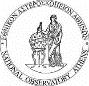 ΕΘΝΙΚΟΝ ΑΣΤΕΡΟΣΚΟΠΕΙΟΝ ΑΘΗΝΩΝ
NATIONAL OBSERVATORY ATHENS